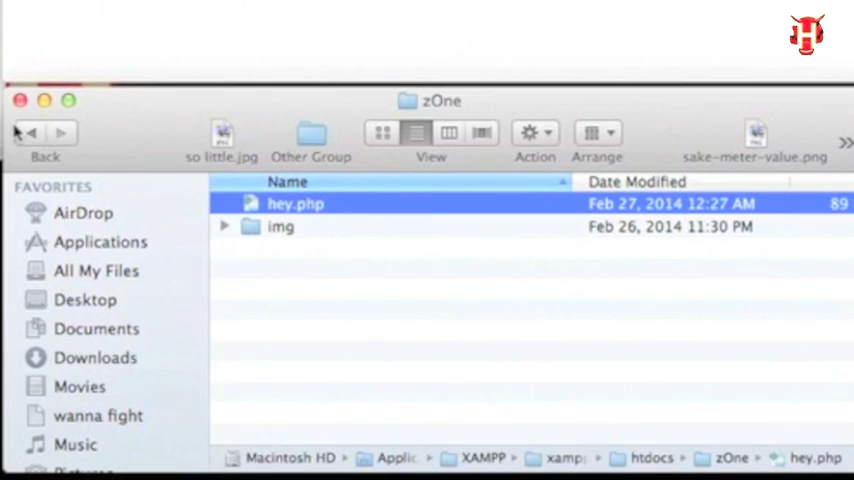 H
zOne
Back so little.jpg Other Group View Action Arrange sake-meter-value.png
FAVORITES
Name Date Modified
AirDrop
hey.php Feb 27, 2014 12:27 AM 89
img Feb 26, 2014 11:30 PM
Applications
All My Files
Desktop
Documents
Downloads
Movies
wanna fight
Music
Macintosh HD Applic XAMPP xamp htdocs zOne hey.php